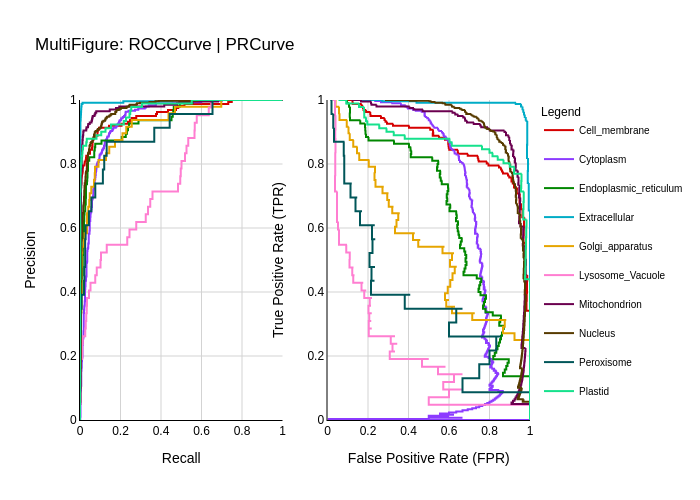 MultiFigure: ROCCurve | PRCurve
Precision
1
0.8
0.6
0.4
0.2
0
0 0.2 0.4 0.6 0.8 1
Recall
True Positive Rate (TPR)
1
0.8
0.6
0.4
0.2
0
0 0.2 0.4 0.6 0.8 1
False Positive Rate (FPR)
Legend
Cell_membrane
Cytoplasm
Endoplasmic_reticulum
Extracellular
Golgi_apparatus
Lysosome_Vacuole
Mitochondrion
Nucleus
Peroxisome
Plastid